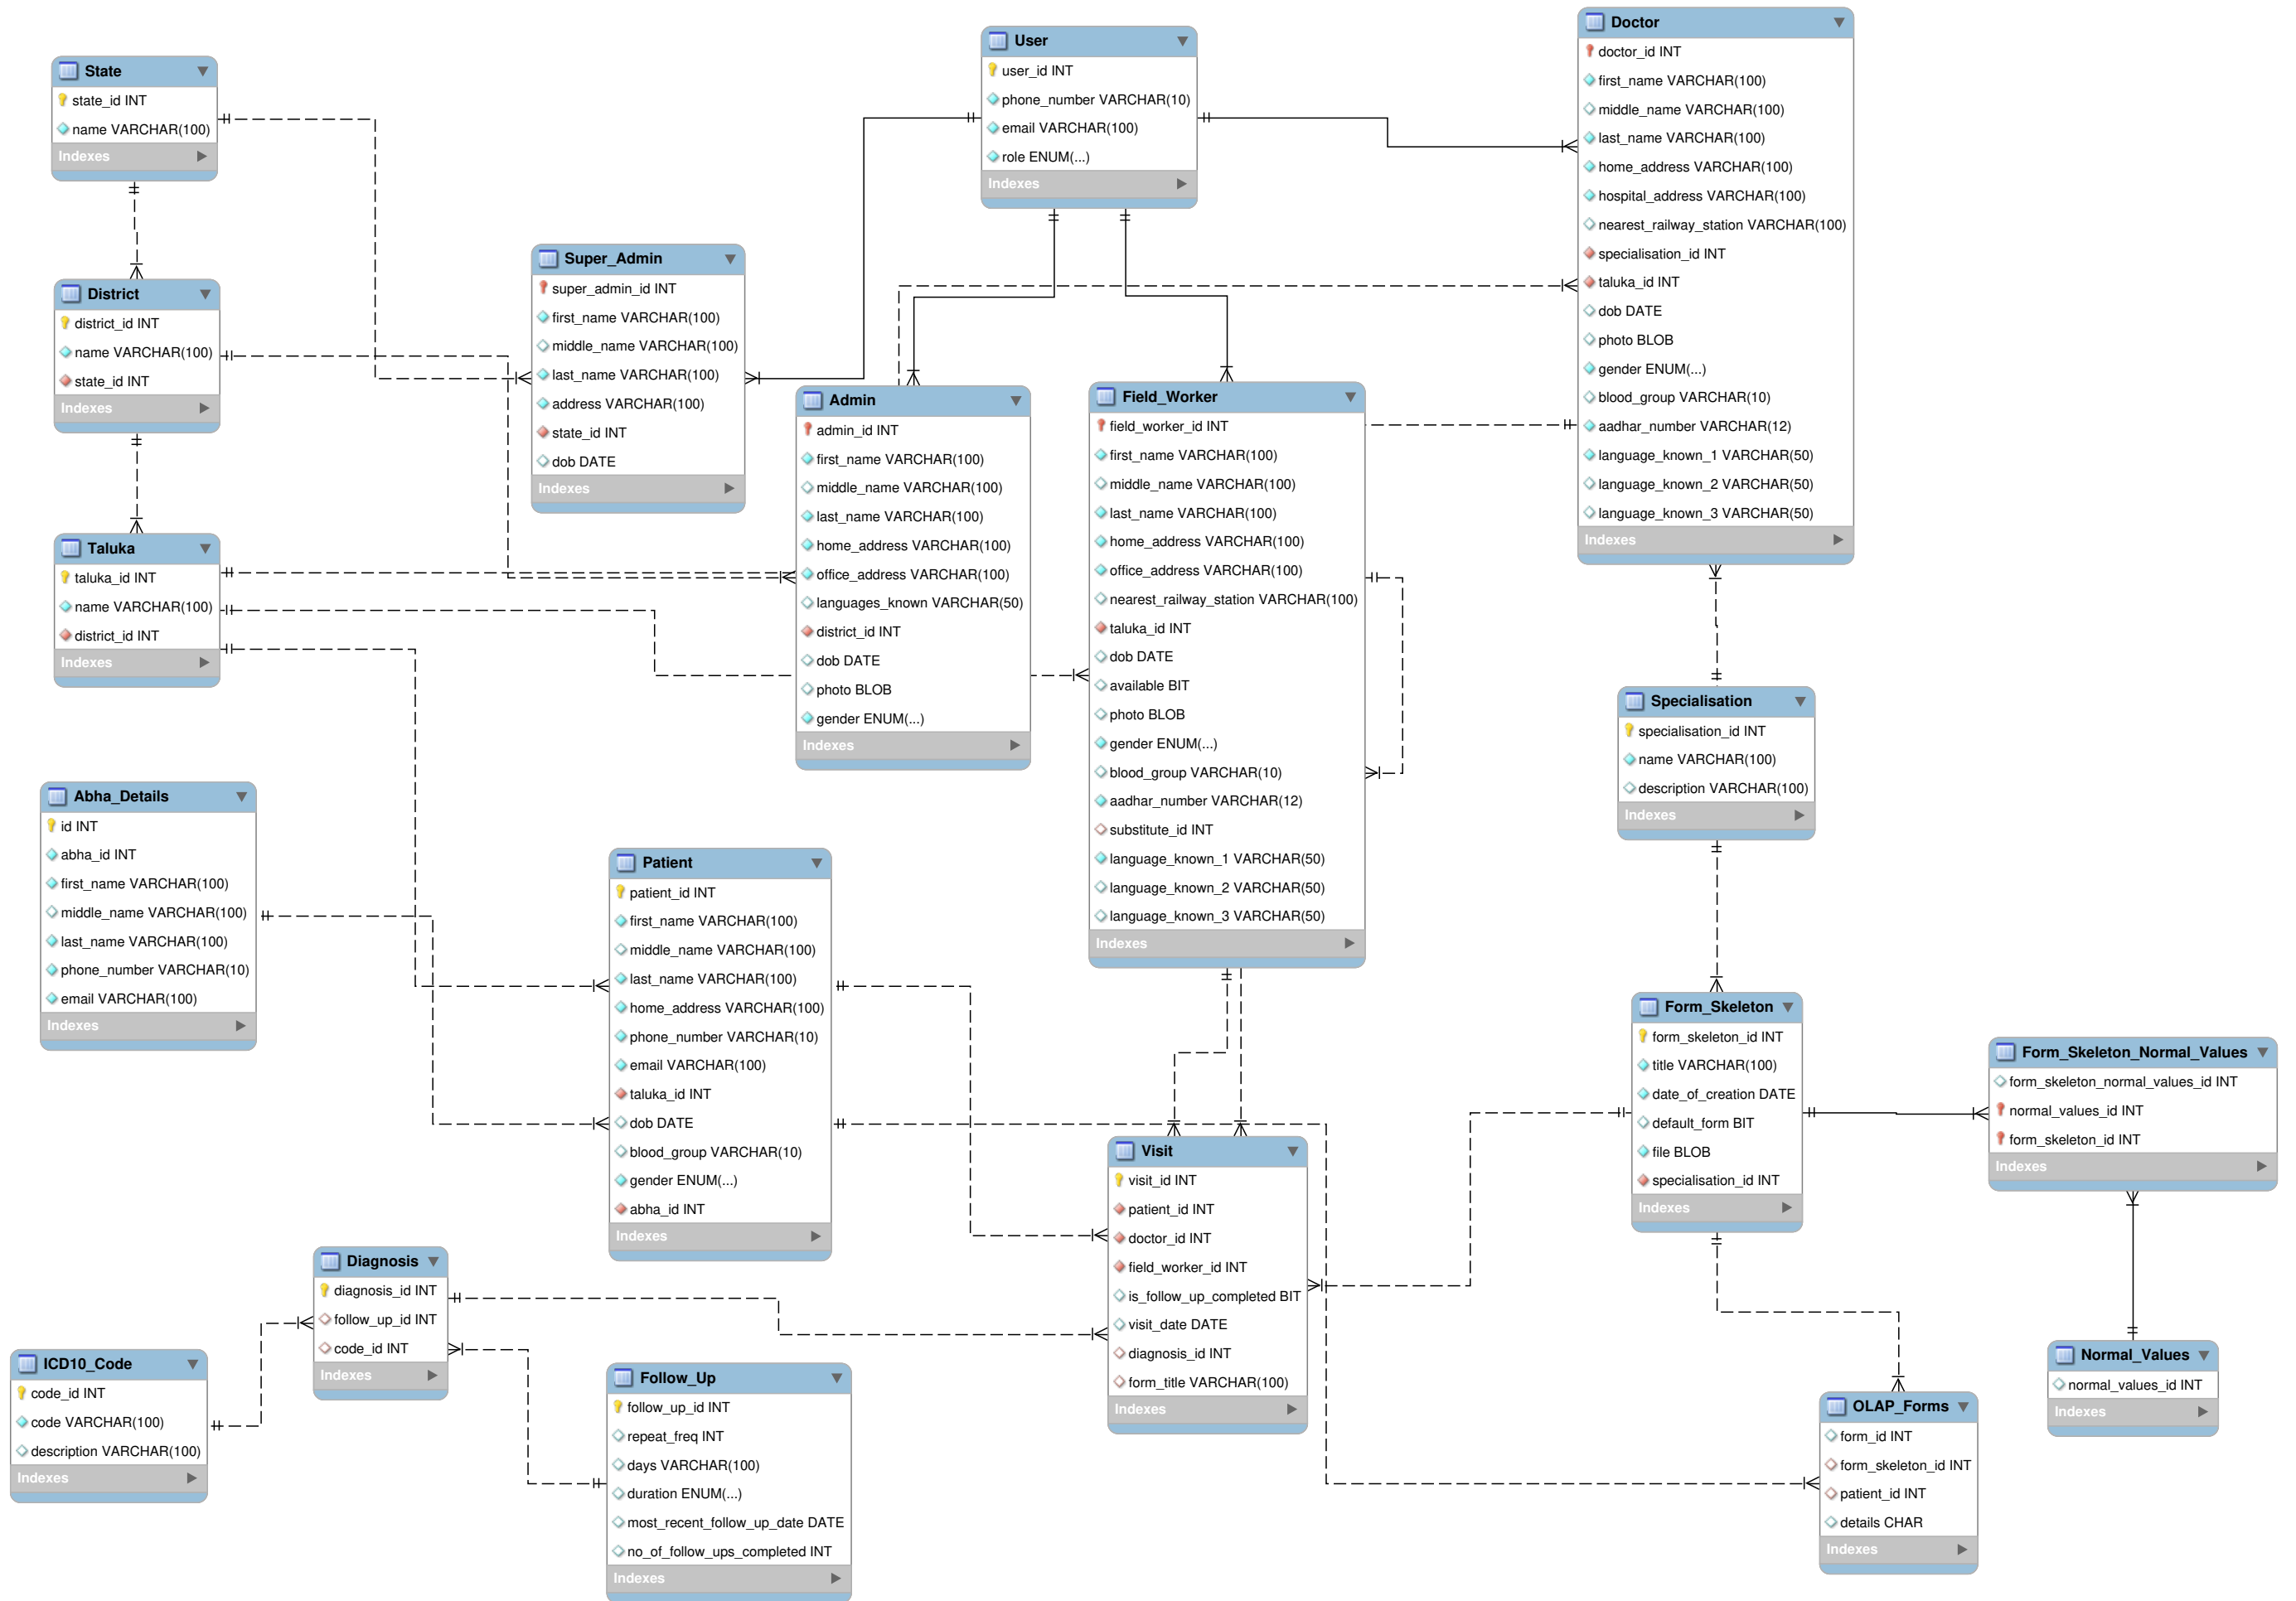 State
state_id INT
name VARCHAR(100)
Indexes
District
district_id INT
name VARCHAR(100)
state_id INT
Indexes
Taluka
taluka_id INT
name VARCHAR(100)
district_id INT
Indexes
Super_Admin
super_admin_id INT
first_name VARCHAR(100)
middle_name VARCHAR(100)
last_name VARCHAR(100)
address VARCHAR(100)
state_id INT
dob DATE
Indexes
User
user_id INT
phone_number VARCHAR(10)
email VARCHAR(100)
role ENUM(...)
Indexes
Admin
admin_id INT
first_name VARCHAR(100)
middle_name VARCHAR(100)
last_name VARCHAR(100)
home_address VARCHAR(100)
office_address VARCHAR(100)
languages_known VARCHAR(50)
district_id INT
dob DATE
photo BLOB
gender ENUM(...)
Indexes
Field_Worker
field_worker_id INT
first_name VARCHAR(100)
middle_name VARCHAR(100)
last_name VARCHAR(100)
home_address VARCHAR(100)
office_address VARCHAR(100)
nearest_railway_station VARCHAR(100)
taluka_id INT
dob DATE
available BIT
photo BLOB
gender ENUM(...)
blood_group VARCHAR(10)
aadhar_number VARCHAR(12)
substitute_id INT
language_known_1 VARCHAR(50)
language_known_2 VARCHAR(50)
language_known_3 VARCHAR(50)
Indexes
Doctor
doctor_id INT
first_name VARCHAR(100)
middle_name VARCHAR(100)
last_name VARCHAR(100)
home_address VARCHAR(100)
hospital_address VARCHAR(100)
nearest_railway_station VARCHAR(100)
specialisation_id INT
taluka_id INT
dob DATE
photo BLOB
gender ENUM(...)
blood_group VARCHAR(10)
aadhar_number VARCHAR(12)
language_known_1 VARCHAR(50)
language_known_2 VARCHAR(50)
language_known_3 VARCHAR(50)
Indexes
Specialisation
specialisation_id INT
name VARCHAR(100)
description VARCHAR(100)
Indexes
Abha_Details
id INT
abha_id INT
first_name VARCHAR(100)
middle_name VARCHAR(100)
last_name VARCHAR(100)
phone_number VARCHAR(10)
email VARCHAR(100)
Indexes
Patient
patient_id INT
first_name VARCHAR(100)
middle_name VARCHAR(100)
last_name VARCHAR(100)
home_address VARCHAR(100)
phone_number VARCHAR(10)
email VARCHAR(100)
taluka_id INT
dob DATE
blood_group VARCHAR(10)
gender ENUM(...)
abha_id INT
Indexes
Form_Skeleton
form_skeleton_id INT
title VARCHAR(100)
date_of_creation DATE
default_form BIT
file BLOB
specialisation_id INT
Indexes
Form_Skeleton_Normal_Values
form_skeleton_normal_values_id INT
normal_values_id INT
form_skeleton_id INT
Indexes
Visit
visit_id INT
patient_id INT
doctor_id INT
field_worker_id INT
is_follow_up_completed BIT
visit_date DATE
diagnosis_id INT
form_title VARCHAR(100)
Indexes
Diagnosis
diagnosis_id INT
follow_up_id INT
code_id INT
Indexes
ICD10_Code
code_id INT
code VARCHAR(100)
description VARCHAR(100)
Indexes
Follow_Up
follow_up_id INT
repeat_freq INT
days VARCHAR(100)
duration ENUM(...)
most_recent_follow_up_date DATE
no_of_follow_ups_completed INT
Indexes
Normal_Values
normal_values_id INT
Indexes
OLAP_Forms
form_id INT
form_skeleton_id INT
patient_id INT
details CHAR
Indexes